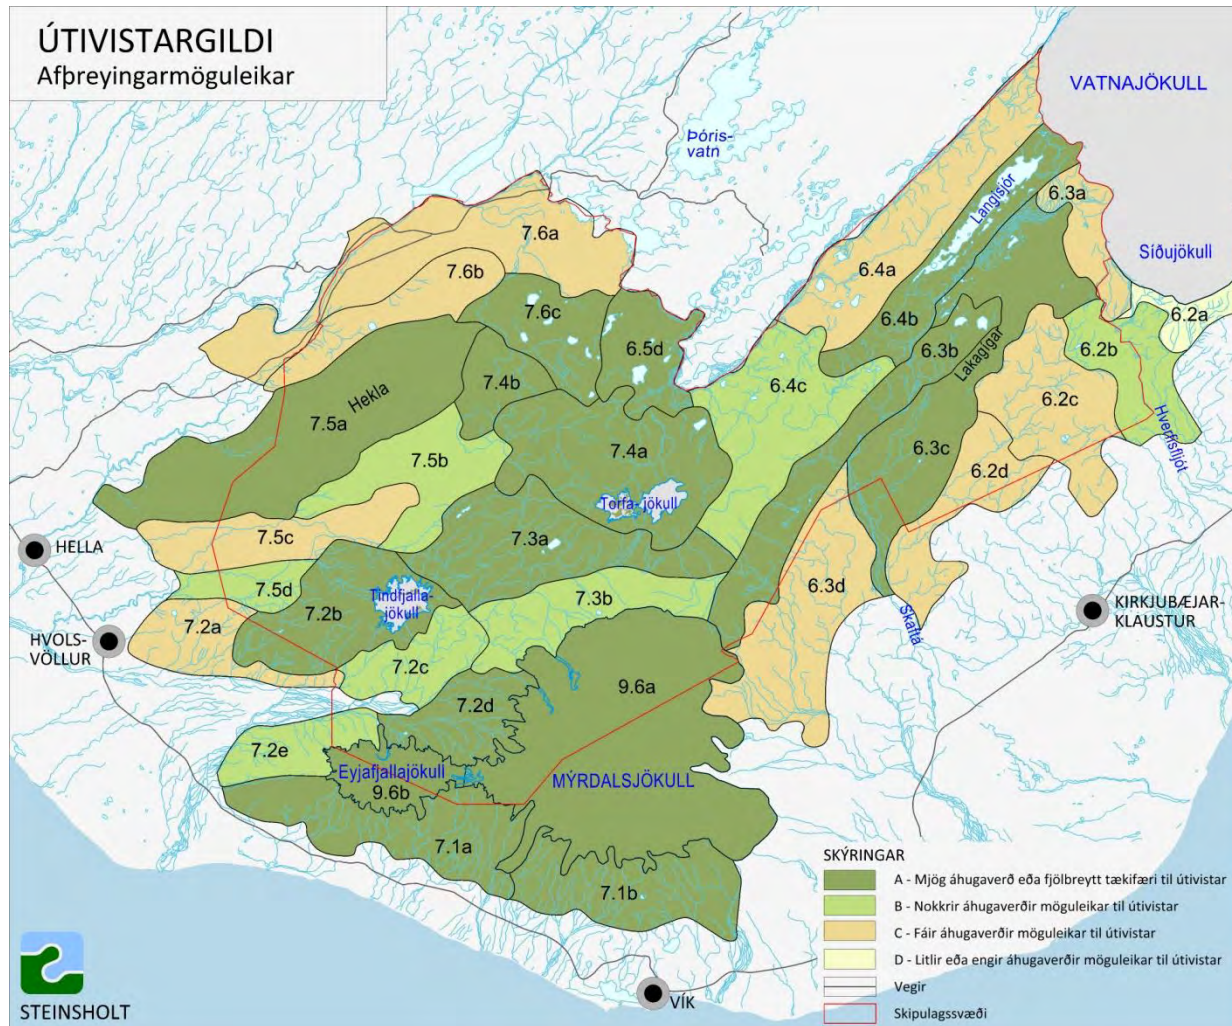 ÚTIVISTARGILDI
Afþreyingarmöguleikar
VATNAJÖKULL
Þóris-
vatn
Langisjór
6.3a
7.6a
Síðujökull
6.4a
7.6b
7.6c
6.2a
6.4b
6.5d
6.3b
6.2b
Lakagígar
6.4c
7.4b
Hekla
6.2c
7.5a
Hverfisfljót
7.4a
6.3c
7.5b
6.2d
Torfa- jökull
7.5c
7.3a
HELLA
6.3d
7.5d
Tindfjalla-
jökull
7.3b
7.2b
KIRKJUBÆJAR-
KLAUSTUR
Skaftá
7.2a
HVOLS-
VÖLLUR
7.2c
9.6a
7.2d
7.2e
Eyjafjallajökull
9.6b
MÝRDALSJÖKULL
7.1a
7.1b
SKÝRINGAR
A - Mjög áhugaverð eða fjölbreytt tækifæri til útivistar
B - Nokkrir áhugaverðir möguleikar til útivistar
C - Fáir áhugaverðir möguleikar til útivistar
D - Litlir eða engir áhugaverðir möguleikar til útivistar
Vegir
Skipulagssvæði
VÍK
STEINSHOLT